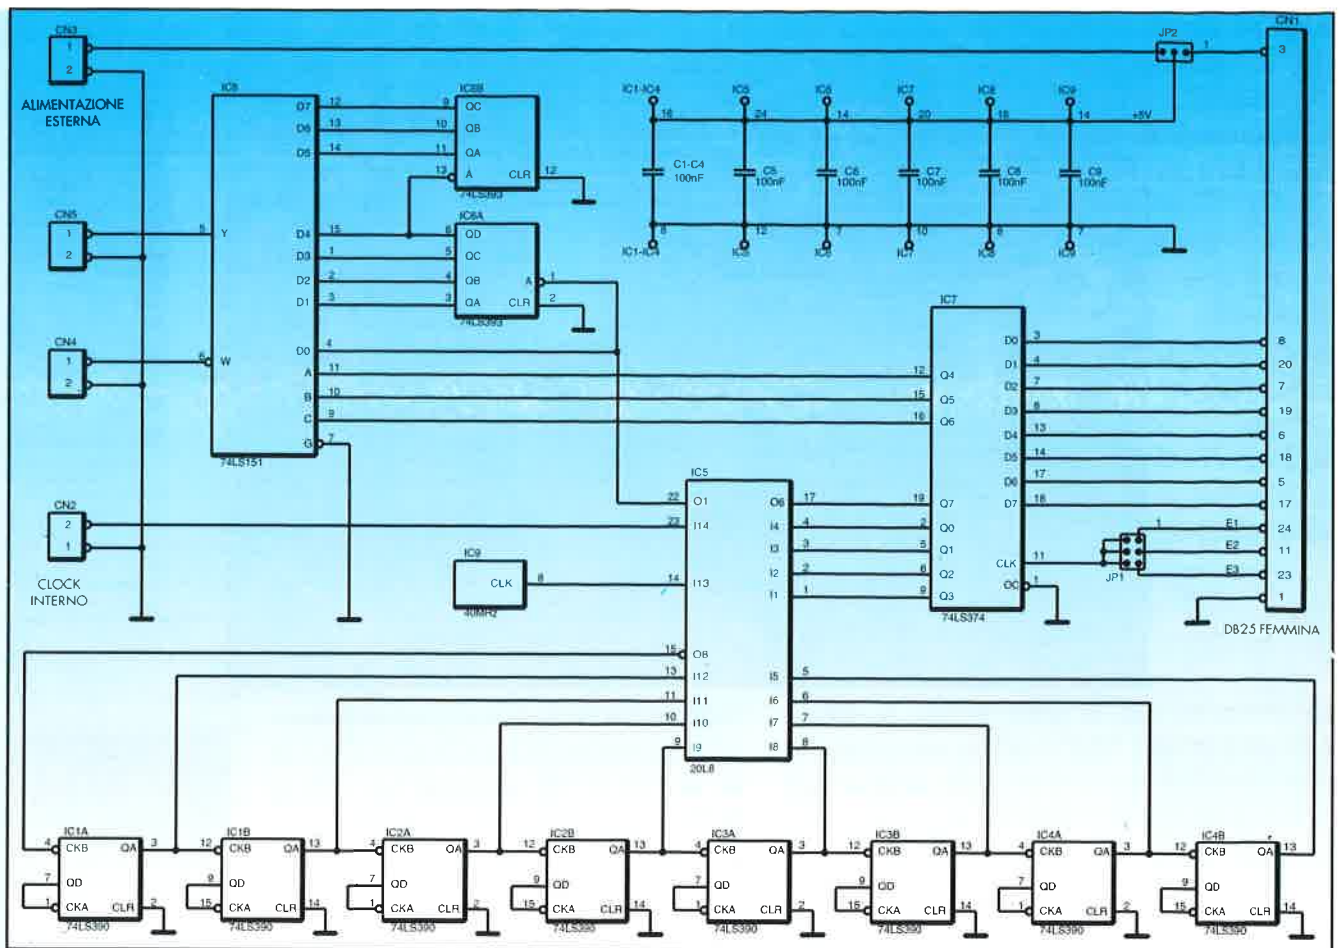 CN3
1
2
ALIMENTAZIONE
ESTERNA
CN5
1
2
CN4
1
2
CN2
2
1
CLOCK
INTERNO
IC8
D7 12
D6 13
D5 14
5 Y
D4 15
D3 1
D2 2
D1 3
D0 4
6 W
A 11
B 10
C 9
G 7
74LS151
IC6B
9 QC
10 QB
11 QA
13 A CLR 12
74LS393
IC6A
6 QD
5 QC
4 QB A 1
3 QA CLR 2
74LS393
IC1-IC4 IC5 IC6 IC7 IC8 IC9
16 24 14 20 16 14 +5V
C1-C4 100nF
C5 100nF
C6 100nF
C7 100nF
C8 100nF
C9 100nF
8 12 7 10 8 7
IC1-IC4 IC5 IC6 IC7 IC8 IC9
JP2
1
CN1
3
8
20
7
19
6
18
5
17
24
11
23
1
DB25 FEMMINA
IC7
D0 3
D1 4
12 Q4 D2 7
15 Q5 D3 8
16 Q6 D4 13
D5 14
D6 17
19 Q7 D7 18
2 Q0
5 Q1
6 Q2 CLK 11
9 Q3 OC 1
74LS374
JP1
1 E1
E2
E3
IC5
22 O1 O6 17
23 I14 I4 4
I3 3
14 I13 I2 2
I1 1
15 O8
13 I12 I5 5
11 I11 I6 6
10 I10 I7 7
9 I9 I8 8
20L8
IC9
CLK 8
40MHz
IC1A
4 CKB QA 3
7 QD
1 CKA CLR 2
74LS390
IC1B
12 CKB QA 13
9 QD
15 CKA CLR 14
74LS390
IC2A
4 CKB QA 3
7 QD
1 CKA CLR 2
74LS390
IC2B
12 CKB QA 13
9 QD
15 CKA CLR 14
74LS390
IC3A
4 CKB QA 3
7 QD
1 CKA CLR 2
74LS390
IC3B
12 CKB QA 13
9 QD
15 CKA CLR 14
74LS390
IC4A
4 CKB QA 3
7 QD
1 CKA CLR 2
74LS390
IC4B
12 CKB QA 13
9 QD
15 CKA CLR 14
74LS390